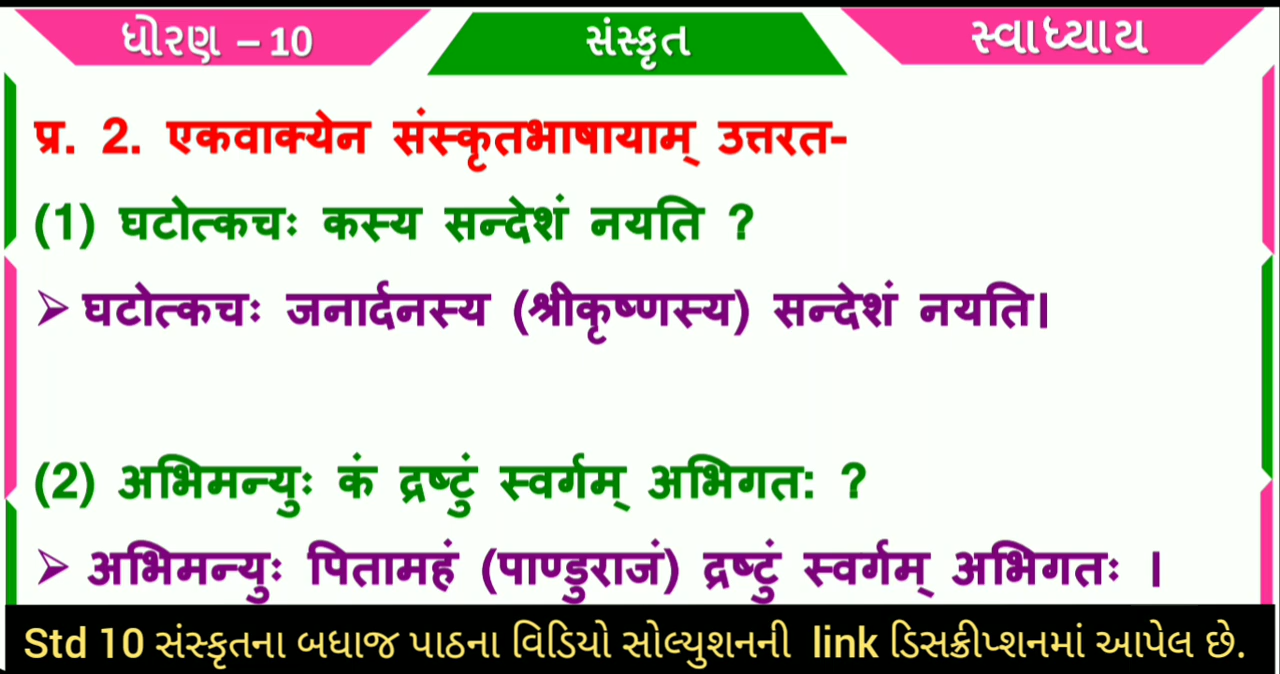 ધોરણ – 10
સંસ્કૃત
સ્વાધ્યાય
प्र. 2. एकवाक्येन संस्कृतभाषायाम् उत्तरत-
(1) घटोत्कचः कस्य सन्देशं नयति ?
➢ घटोत्कचः जनार्दनस्य (श्रीकृष्णस्य) सन्देशं नयति।
(2) अभिमन्युः कं द्रष्टुं स्वर्गम् अभिगत: ?
➢ अभिमन्युः पितामहं (पाण्डुराजं) द्रष्टुं स्वर्गम् अभिगतः ।
Std 10 સંસ્કૃતના બધાજ પાઠના વિડિયો સોલ્યુશનની link ડિસક્રીપ્શનમાં આપેલ છે.